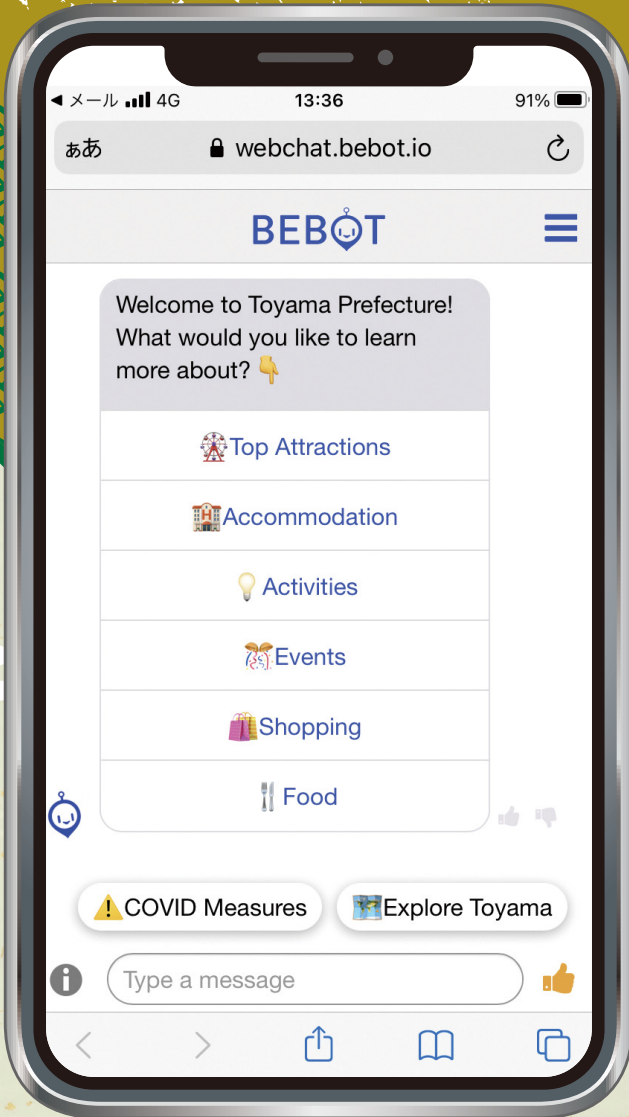 メール 4G 13:36 91%
ぁあ webchat.bebot.io
BEBOT
Welcome to Toyama Prefecture!
What would you like to learn
more about?
Top Attractions
Accommodation
Activities
Events
Shopping
Food
COVID Measures Explore Toyama
Type a message